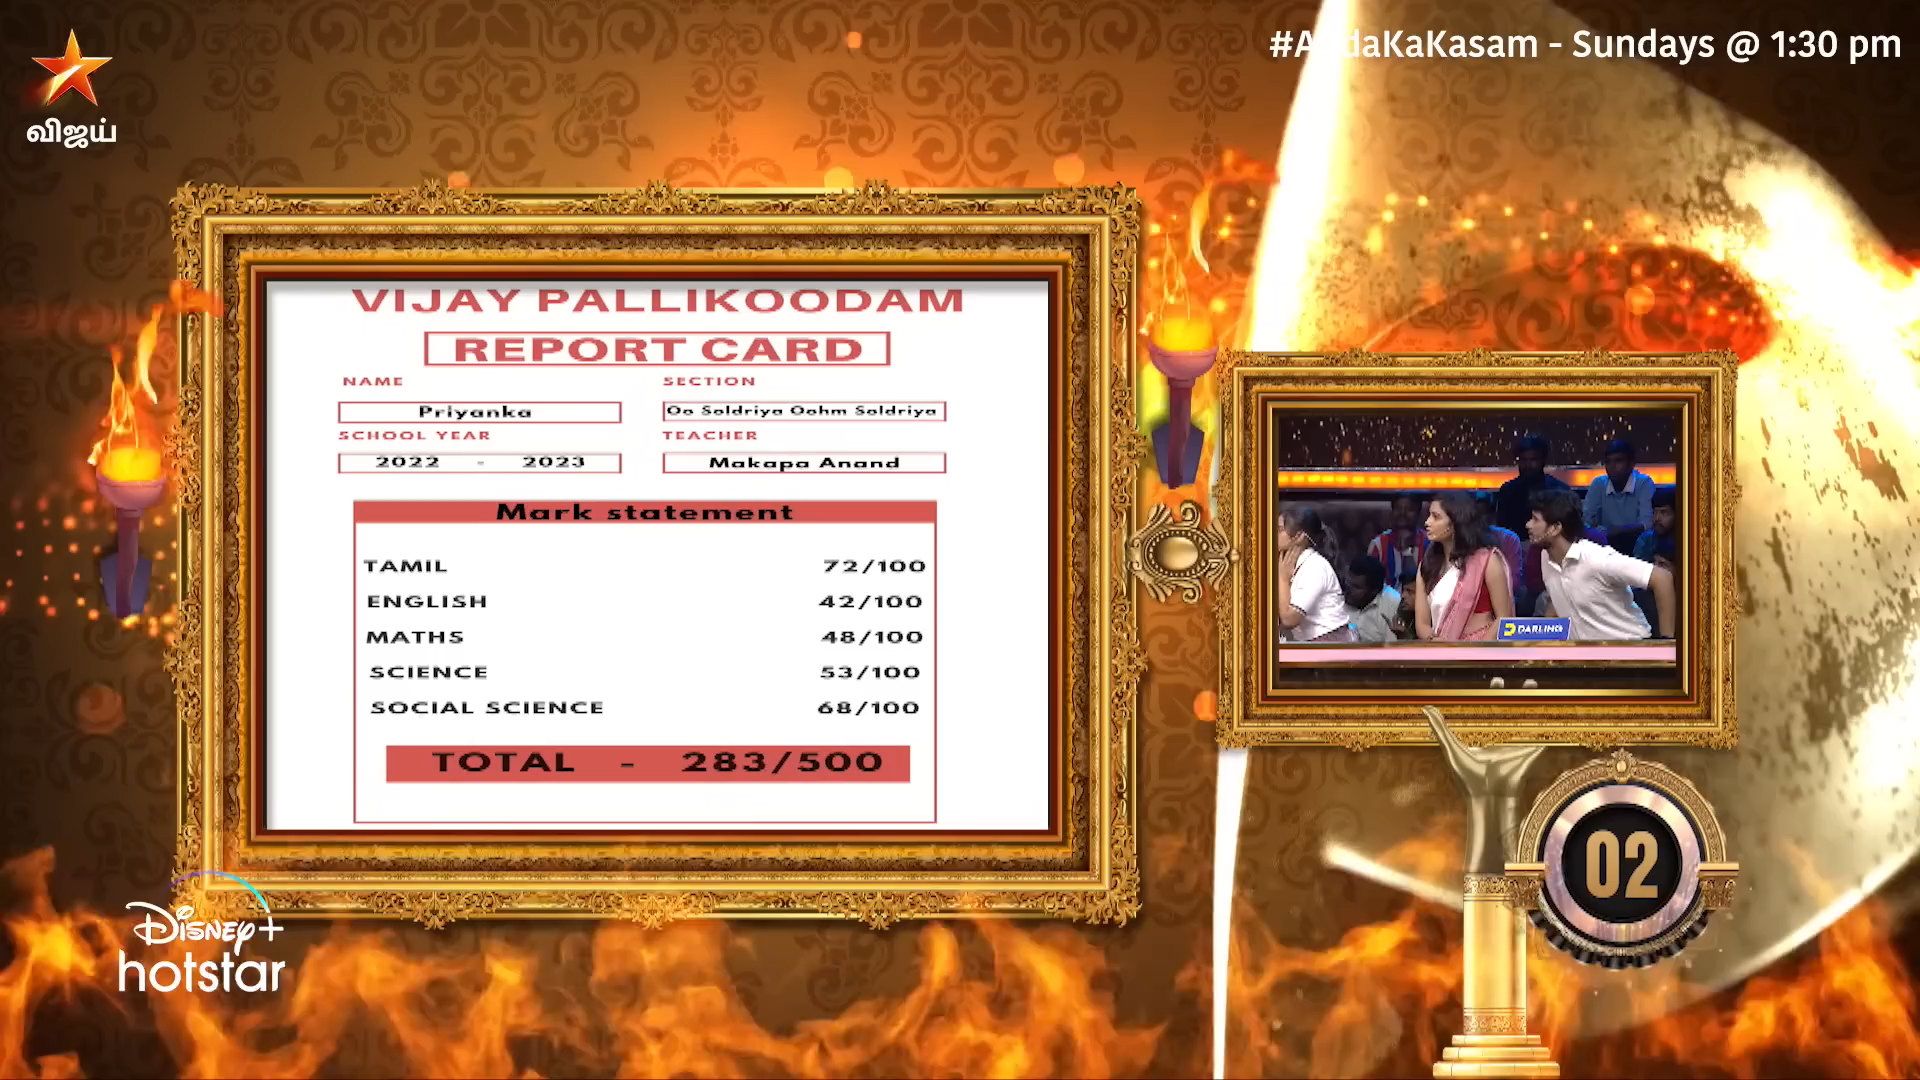 #A daKaKasam - Sundays @ 1:30 pm
விஜய்
VIJAY PALLIKOODAM
REPORT CARD
NAME SECTION
Priyanka Oo Soldriya Oohm Soldriya
SCHOOL YEAR TEACHER
2022 - 2023 Makapa Anand
Mark statement
TAMIL 72/100
ENGLISH 42/100
MATHS 48/100
SCIENCE 53/100
SOCIAL SCIENCE 68/100
TOTAL - 283/500
DARLING
02
Disney+
hotstar